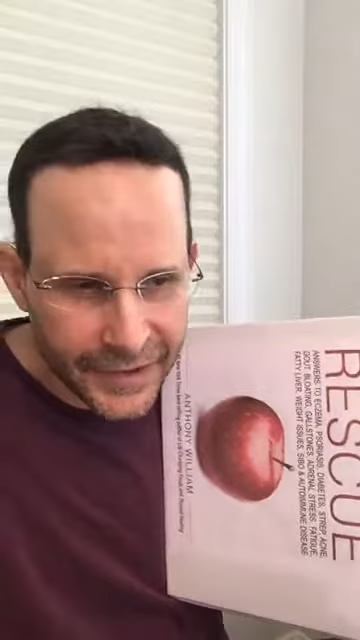 RESCUE
ANSWERS TO ECZEMA, PSORIASIS, DIABETES, STREP, ACNE,
GOUT, BLOATING, GALLSTONES, ADRENAL STRESS, FATIGUE,
FATTY LIVER, WEIGHT ISSUES, SIBO & AUTOIMMUNE DISEASE
ANTHONY WILLIAM